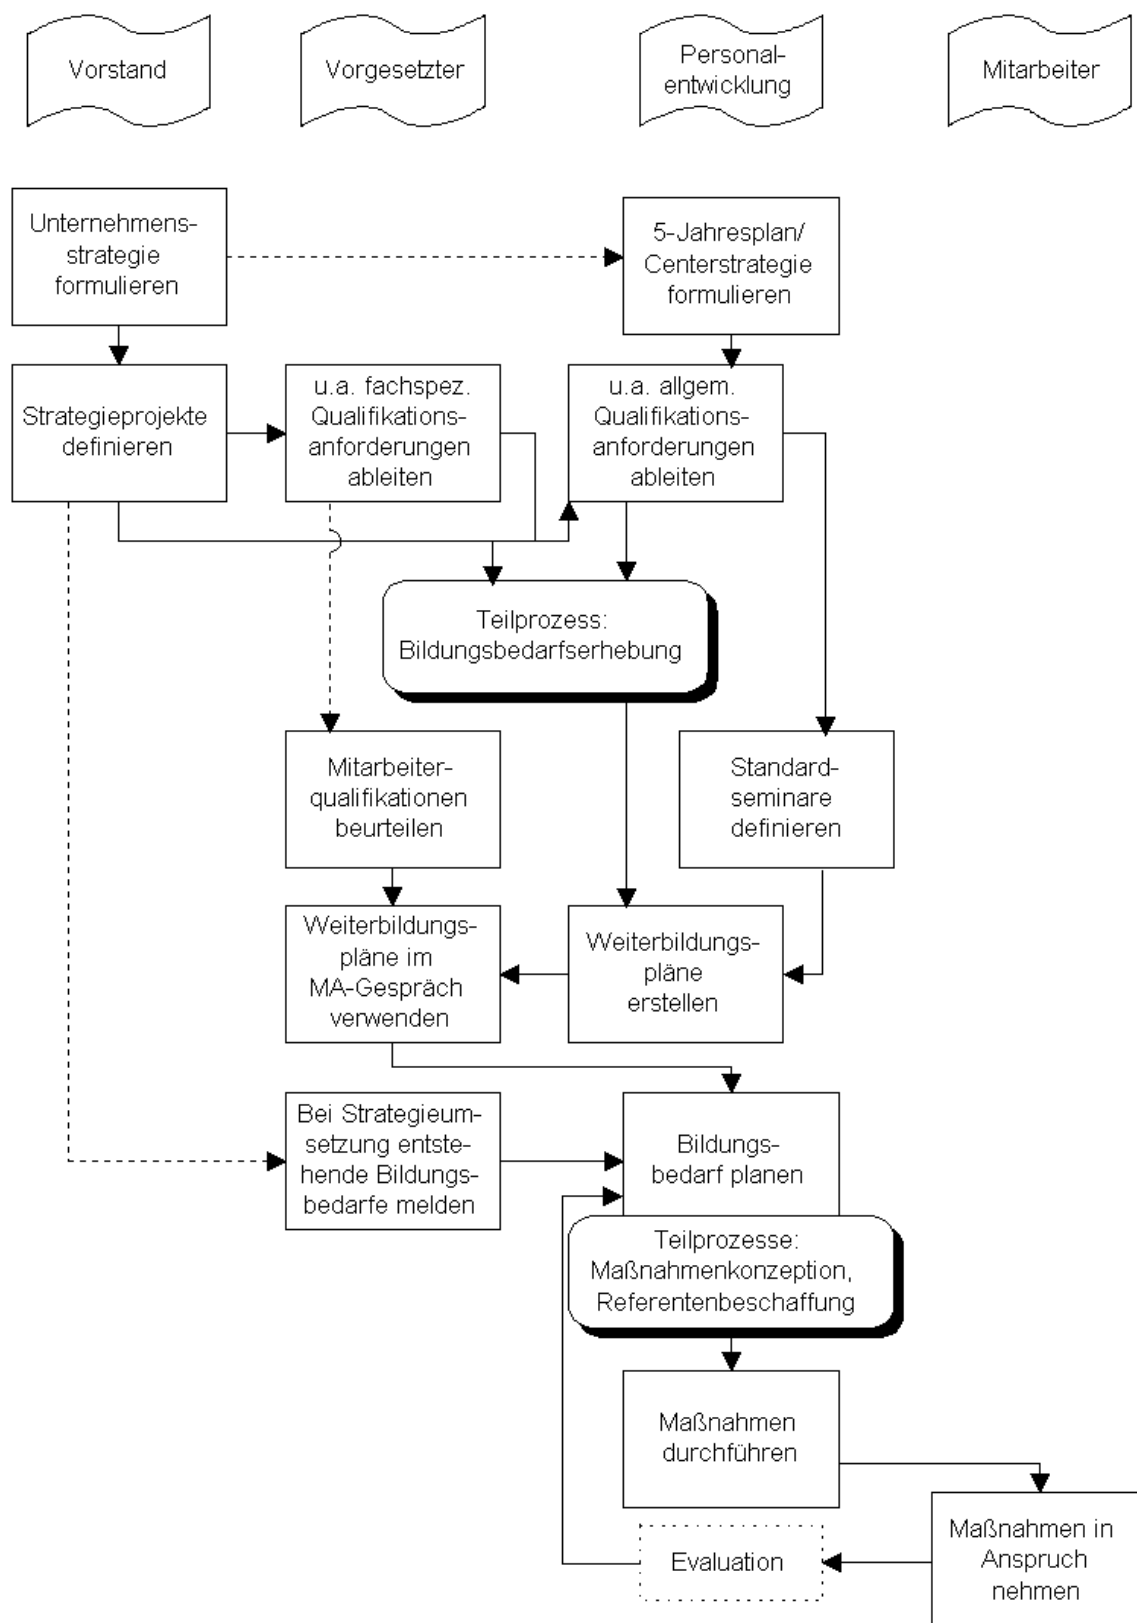 Vorstand
Vorgesetzter
Personal-
entwicklung
Mitarbeiter
Unternehmens-
strategie
formulieren
5-Jahresplan/
Centerstrategie
formulieren
Strategieprojekte
definieren
u.a. fachspez.
Qualifikations-
anforderungen
ableiten
u.a. allgem.
Qualifikations-
anforderungen
ableiten
Teilprozess:
Bildungsbedarfserhebung
Mitarbeiter-
qualifikationen
beurteilen
Standard-
seminare
definieren
Weiterbildungs-
pläne im
MA-Gespräch
verwenden
Weiterbildungs-
pläne
erstellen
Bei Strategieum-
setzung entste-
hende Bildungs-
bedarfe melden
Bildungs-
bedarf planen
Teilprozesse:
Maßnahmenkonzeption,
Referentenbeschaffung
Maßnahmen
durchführen
Maßnahmen in
Anspruch
nehmen
Evaluation